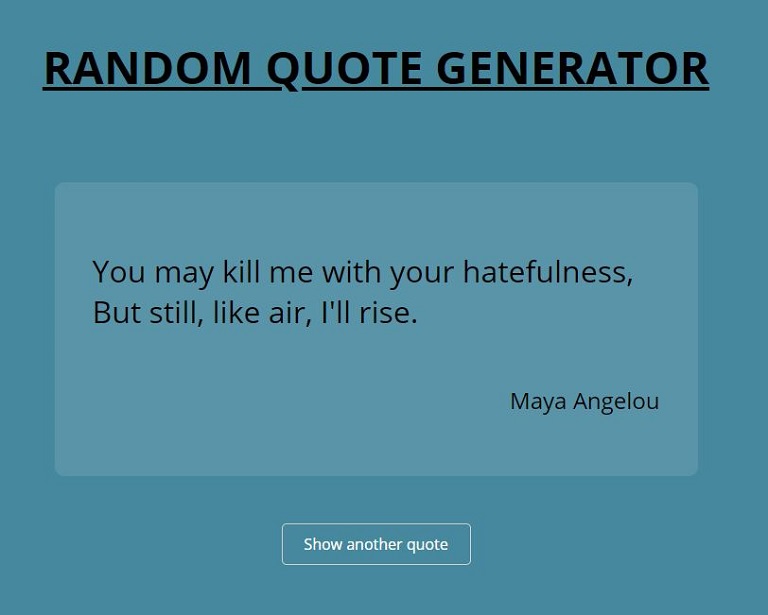 RANDOM QUOTE GENERATOR
You may kill me with your hatefulness,
But still, like air, I'll rise.
Maya Angelou
Show another quote